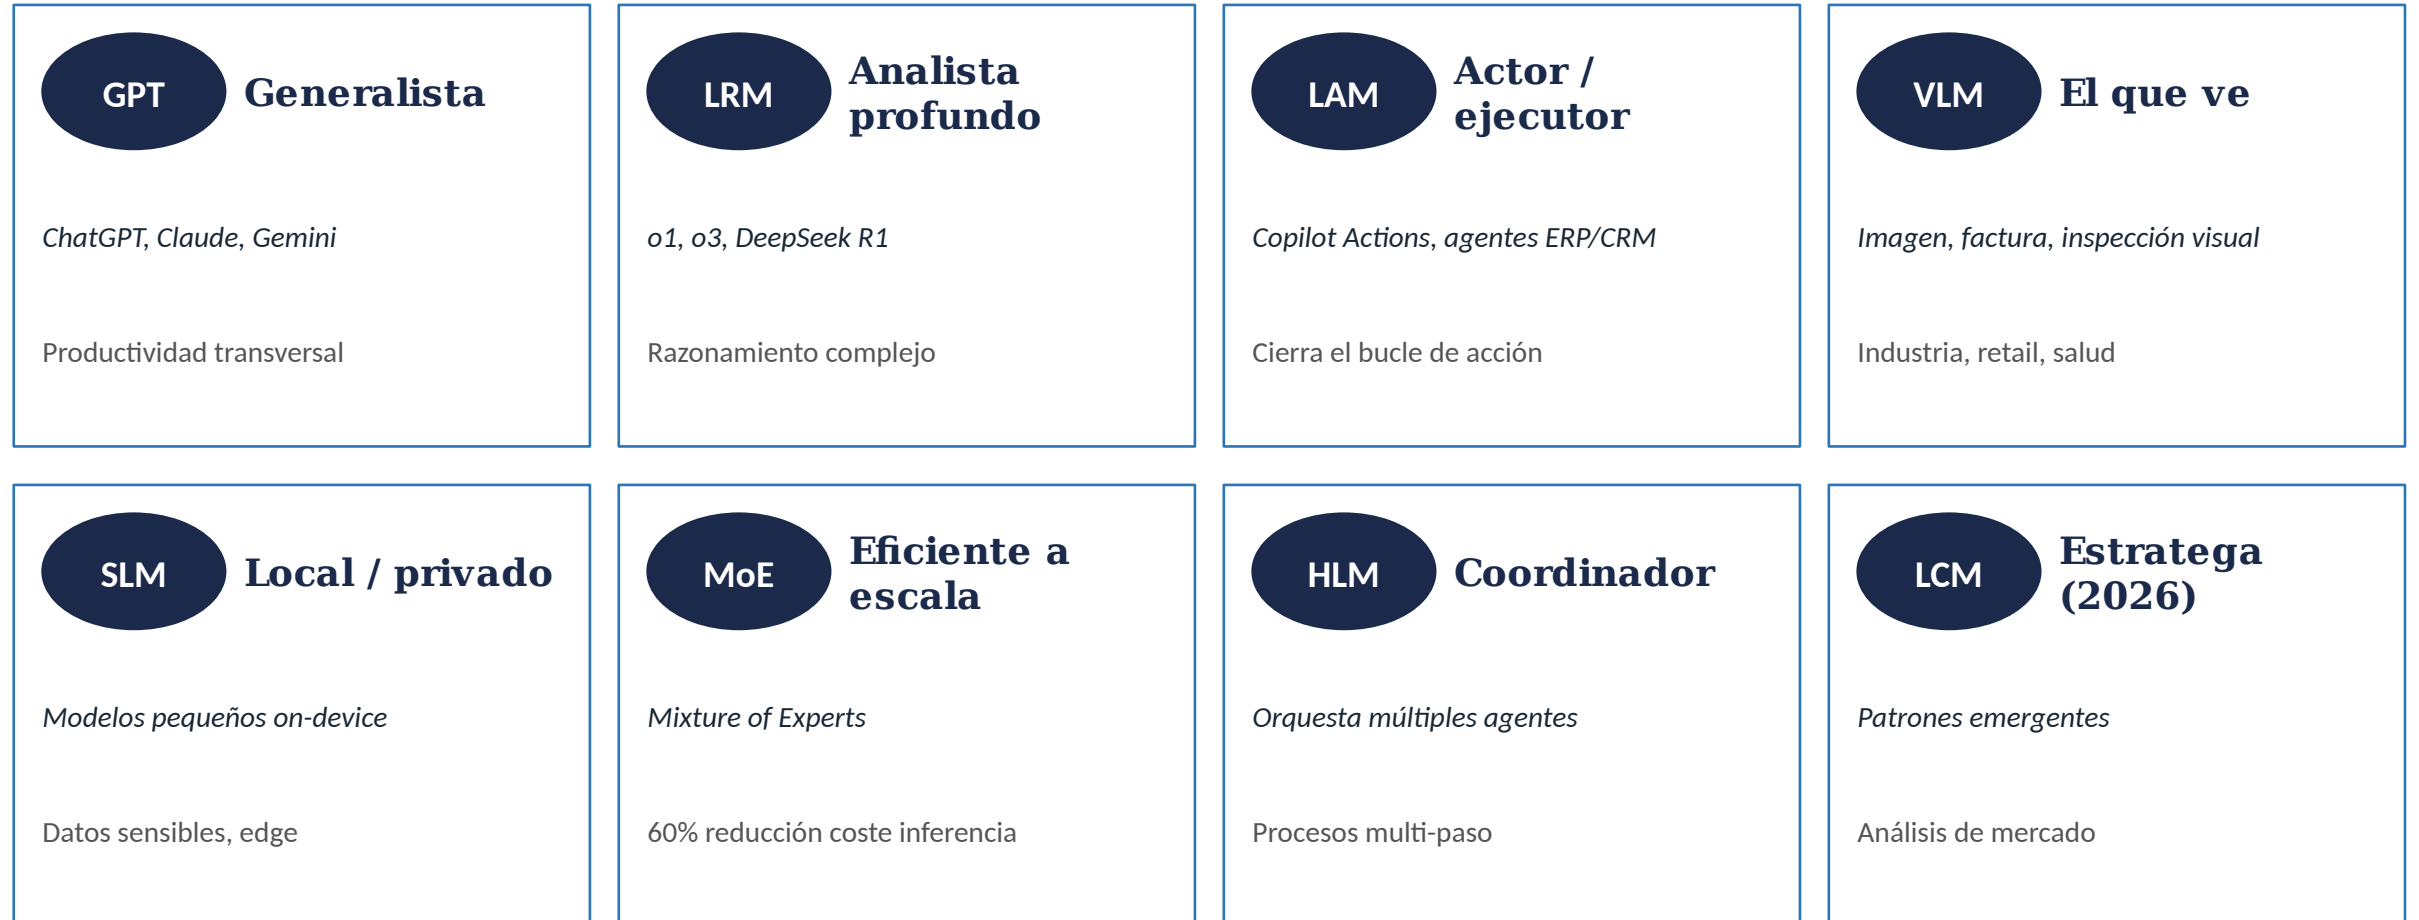 GPT
Generalista
ChatGPT, Claude, Gemini
Productividad transversal
LRM
Analista
profundo
o1, o3, DeepSeek R1
Razonamiento complejo
LAM
Actor /
ejecutor
Copilot Actions, agentes ERP/CRM
Cierra el bucle de acción
VLM
El que ve
Imagen, factura, inspección visual
Industria, retail, salud
SLM
Local / privado
Modelos pequeños on-device
Datos sensibles, edge
MoE
Eficiente a
escala
Mixture of Experts
60% reducción coste inferencia
HLM
Coordinador
Orquesta múltiples agentes
Procesos multi-paso
LCM
Estratega
(2026)
Patrones emergentes
Análisis de mercado